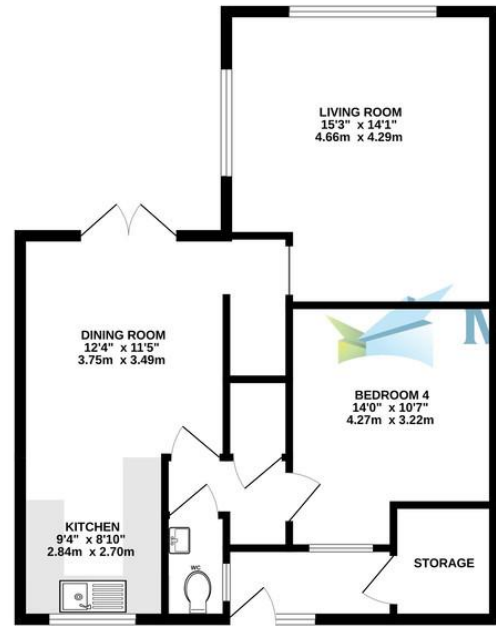 LIVING ROOM
15'3" x 14'1"
4.66m x 4.29m
DINING ROOM
12'4" x 11'5"
3.75m x 3.49m
BEDROOM 4
14'0" x 10'7"
4.27m x 3.22m
KITCHEN
9'4" x 8'10"
2.84m x 2.70m
WC
STORAGE
M